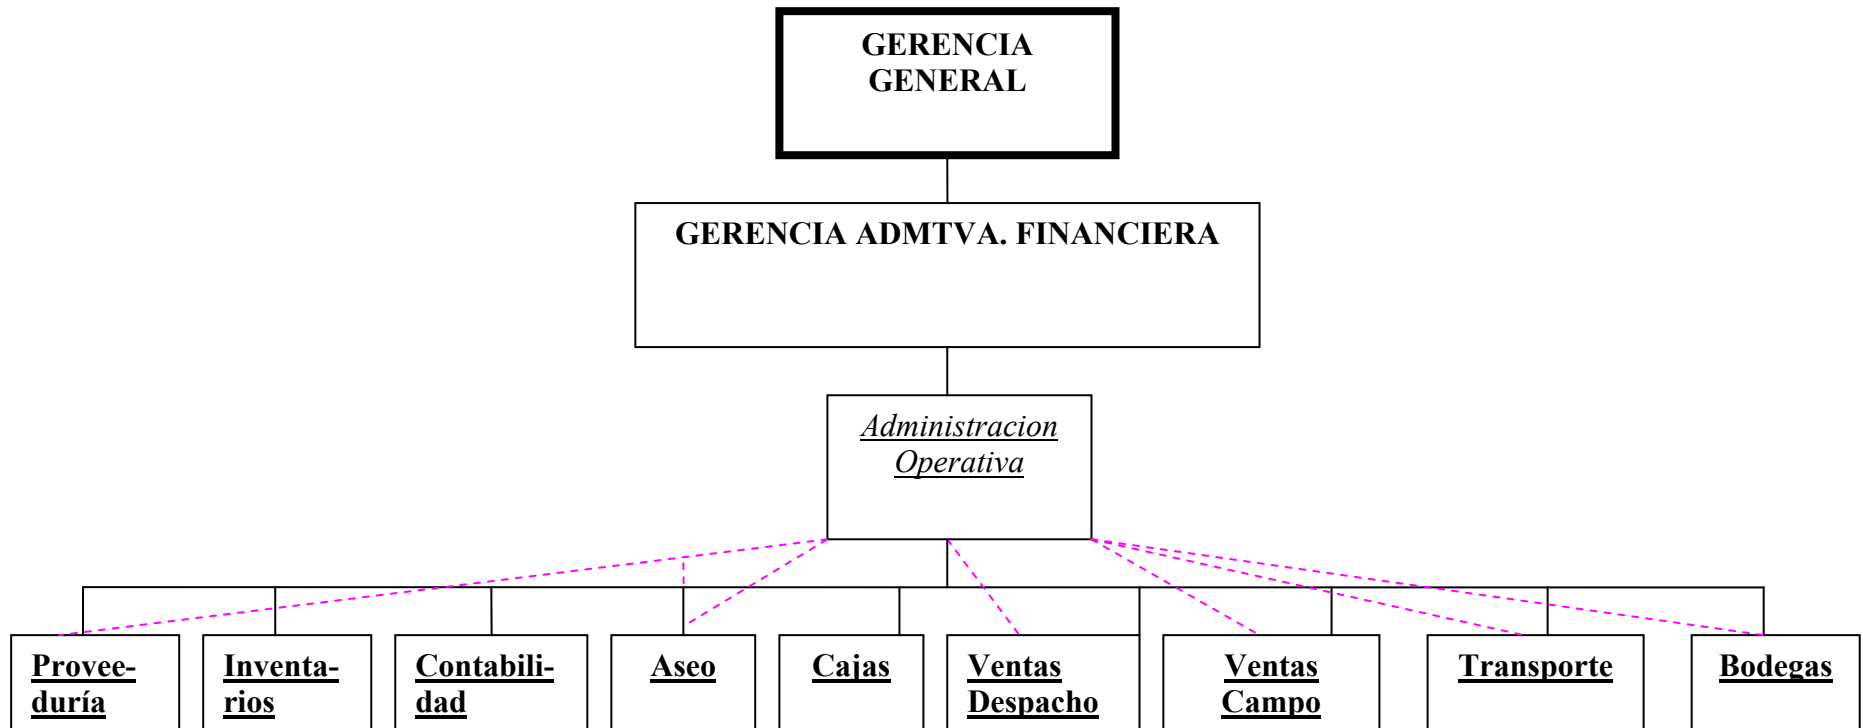 GERENCIA
GENERAL
GERENCIA ADMTVA. FINANCIERA
Administracion
Operativa
Provee-
duría
Inventa-
rios
Contabili-
dad
Aseo
Cajas
Ventas
Despacho
Ventas
Campo
Transporte
Bodegas